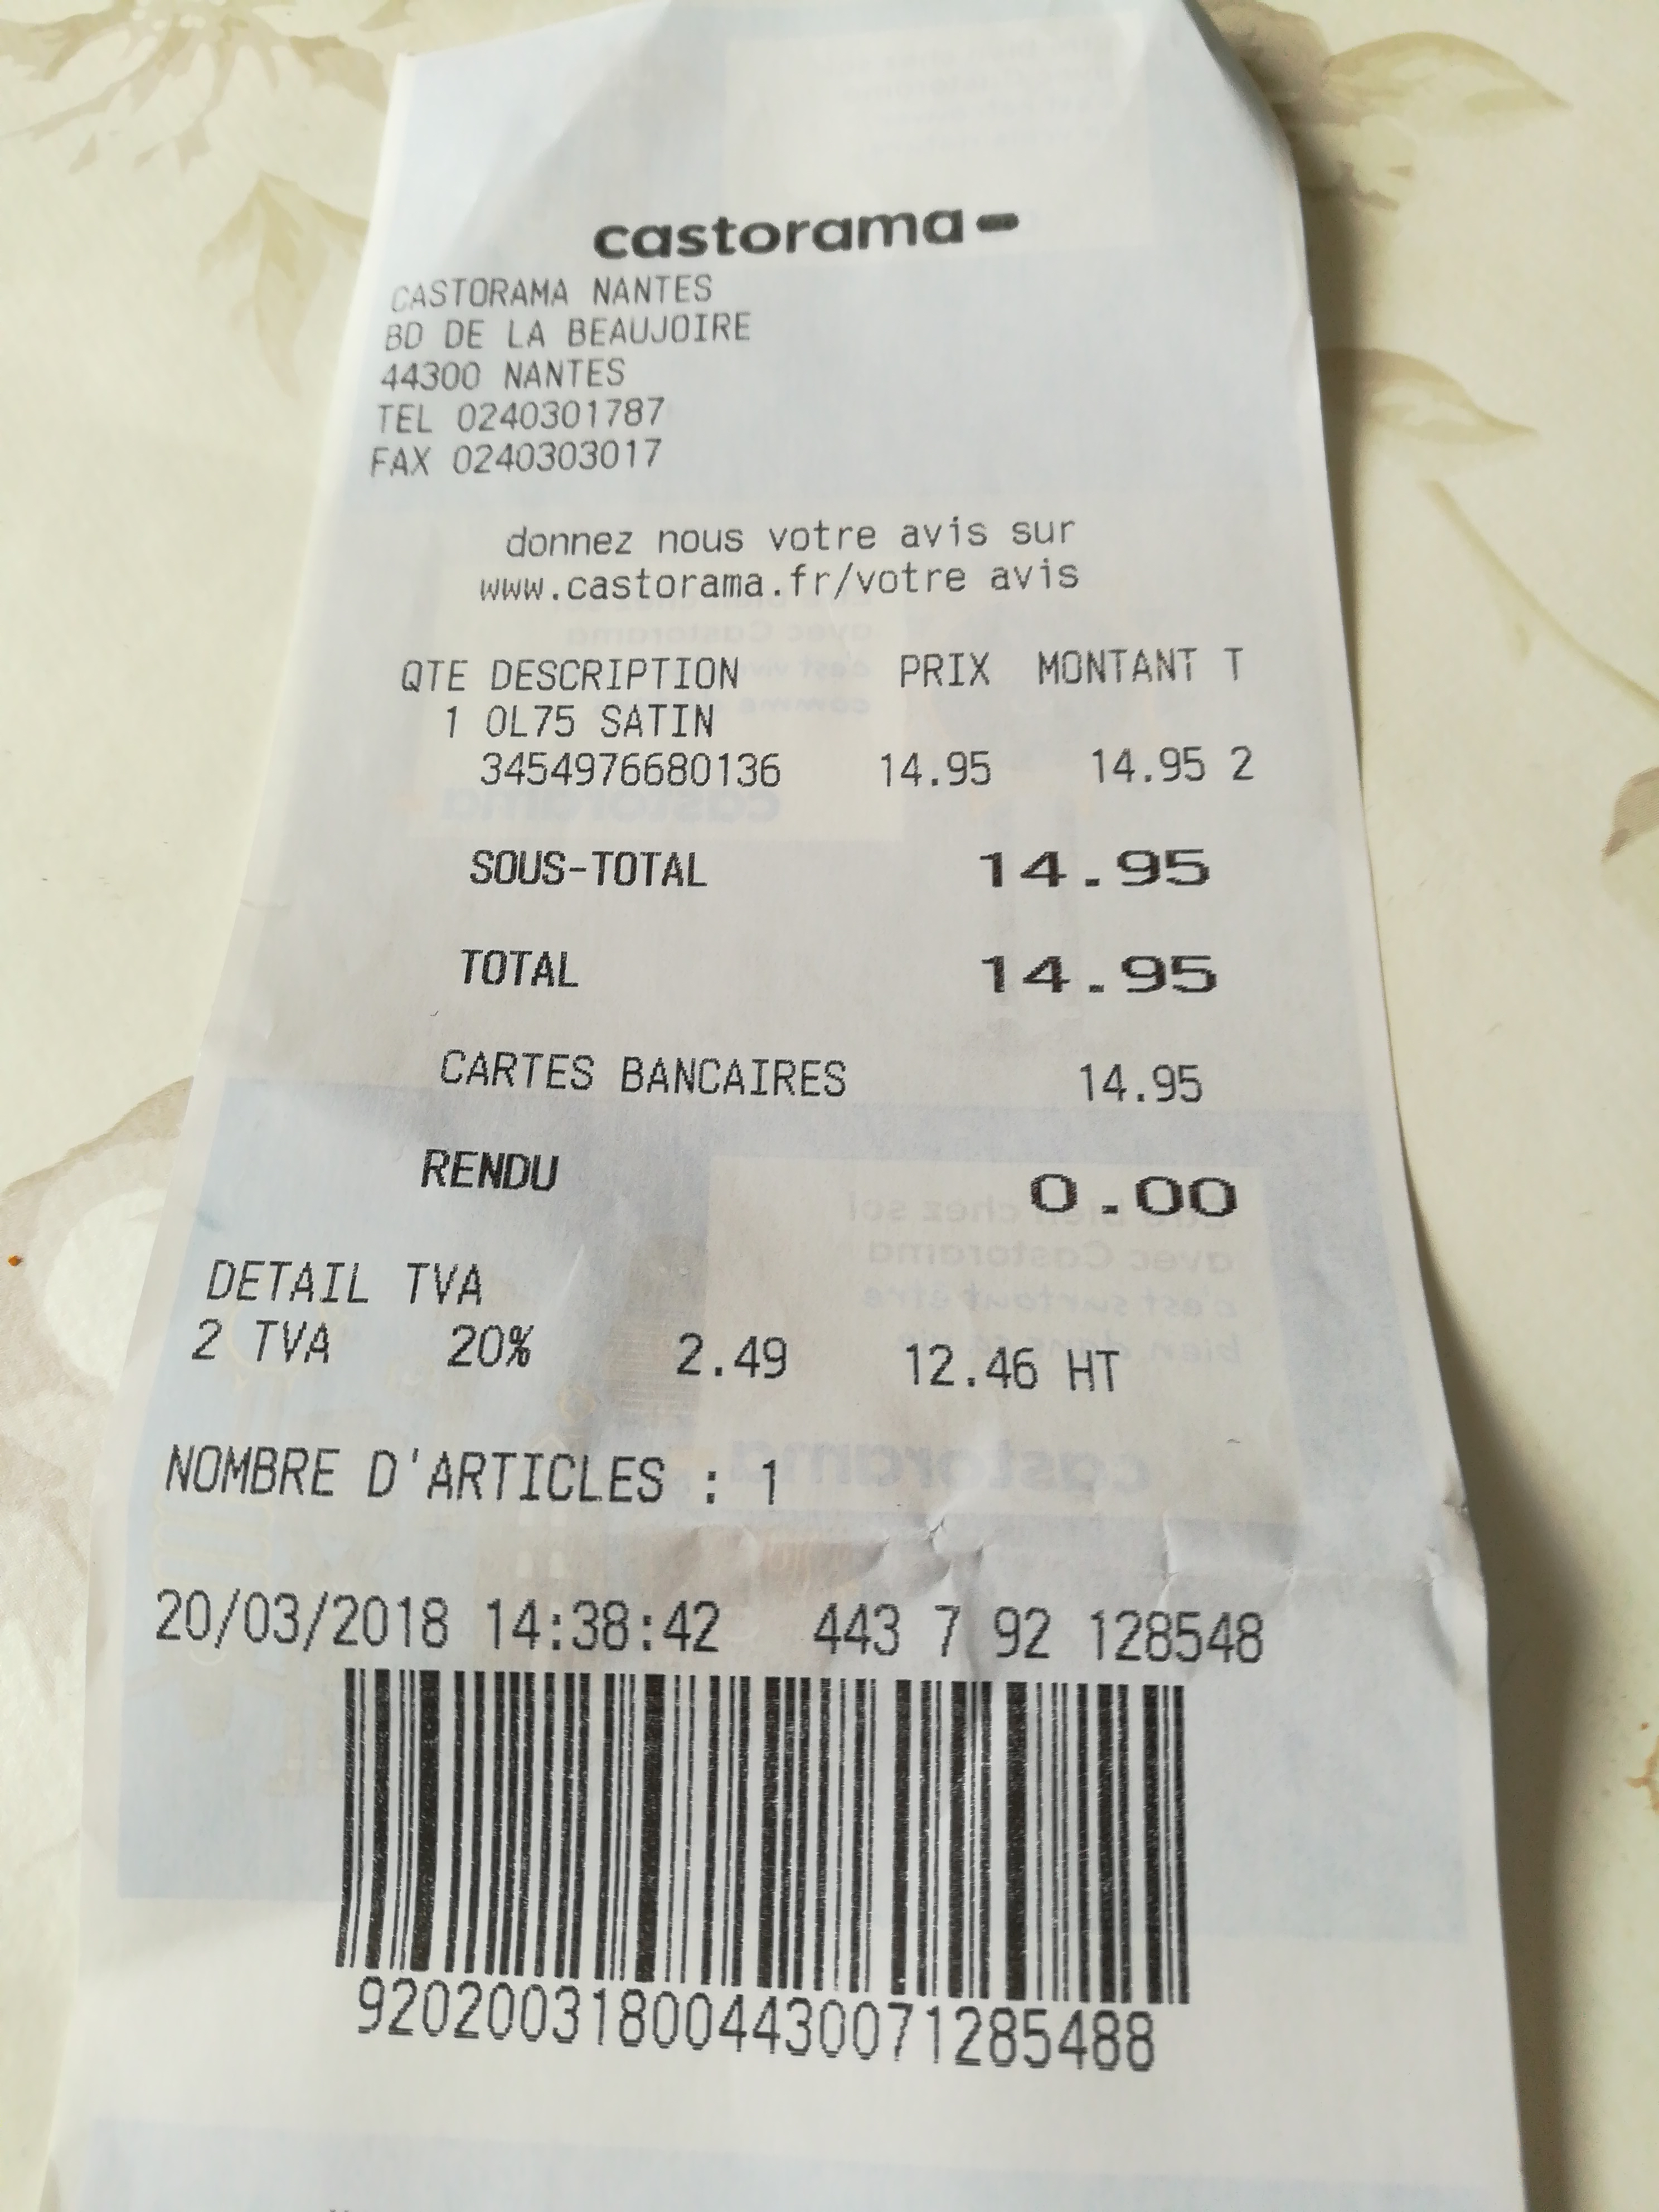 castorama
CASTORAMA NANTES
BD DE LA BEAUJOIRE
44300 NANTES
TEL 0240301787
FAX 0240303017
donnez nous votre avis sur
www.castorama.fr/votre avis
QTE DESCRIPTION PRIX MONTANT T
1 OL75 SATIN
3454976680136 14.95 14.95 2
SOUS-TOTAL 14.95
TOTAL 14.95
CARTES BANCAIRES 14.95
RENDU 0.00
DETAIL TVA
2 TVA 20% 2.49 12.46 HT
NOMBRE D'ARTICLES : 1
20/03/2018 14:38:42 443 7 92 128548
920200318004430071285488